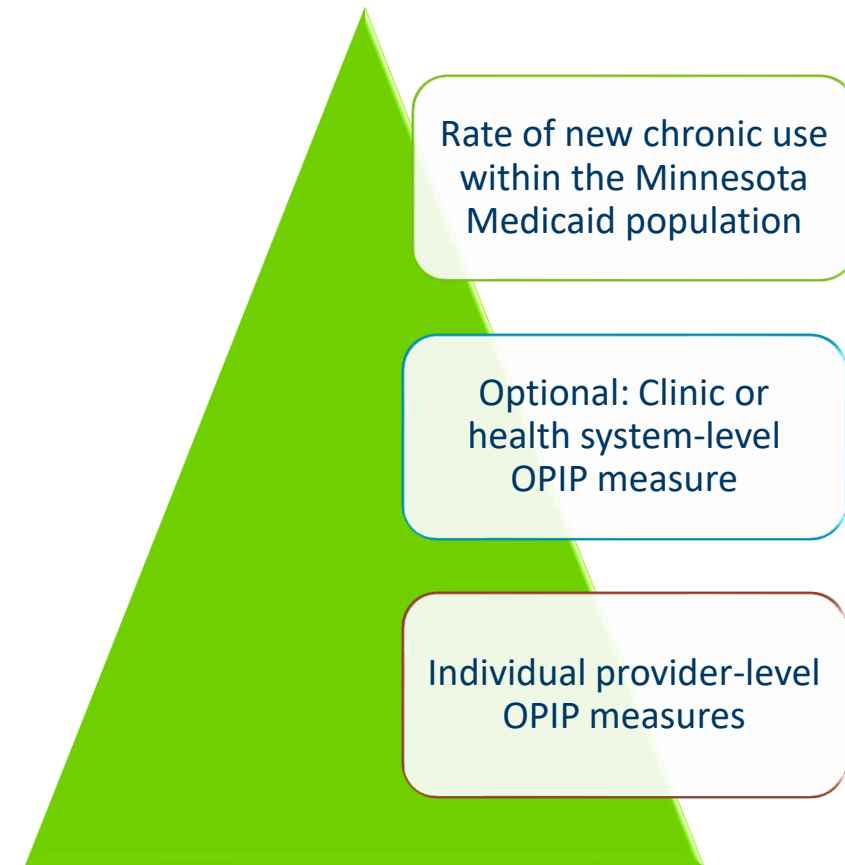 Rate of new chronic use
within the Minnesota
Medicaid population
Optional: Clinic or
health system-level
OPIP measure
Individual provider-level
OPIP measures